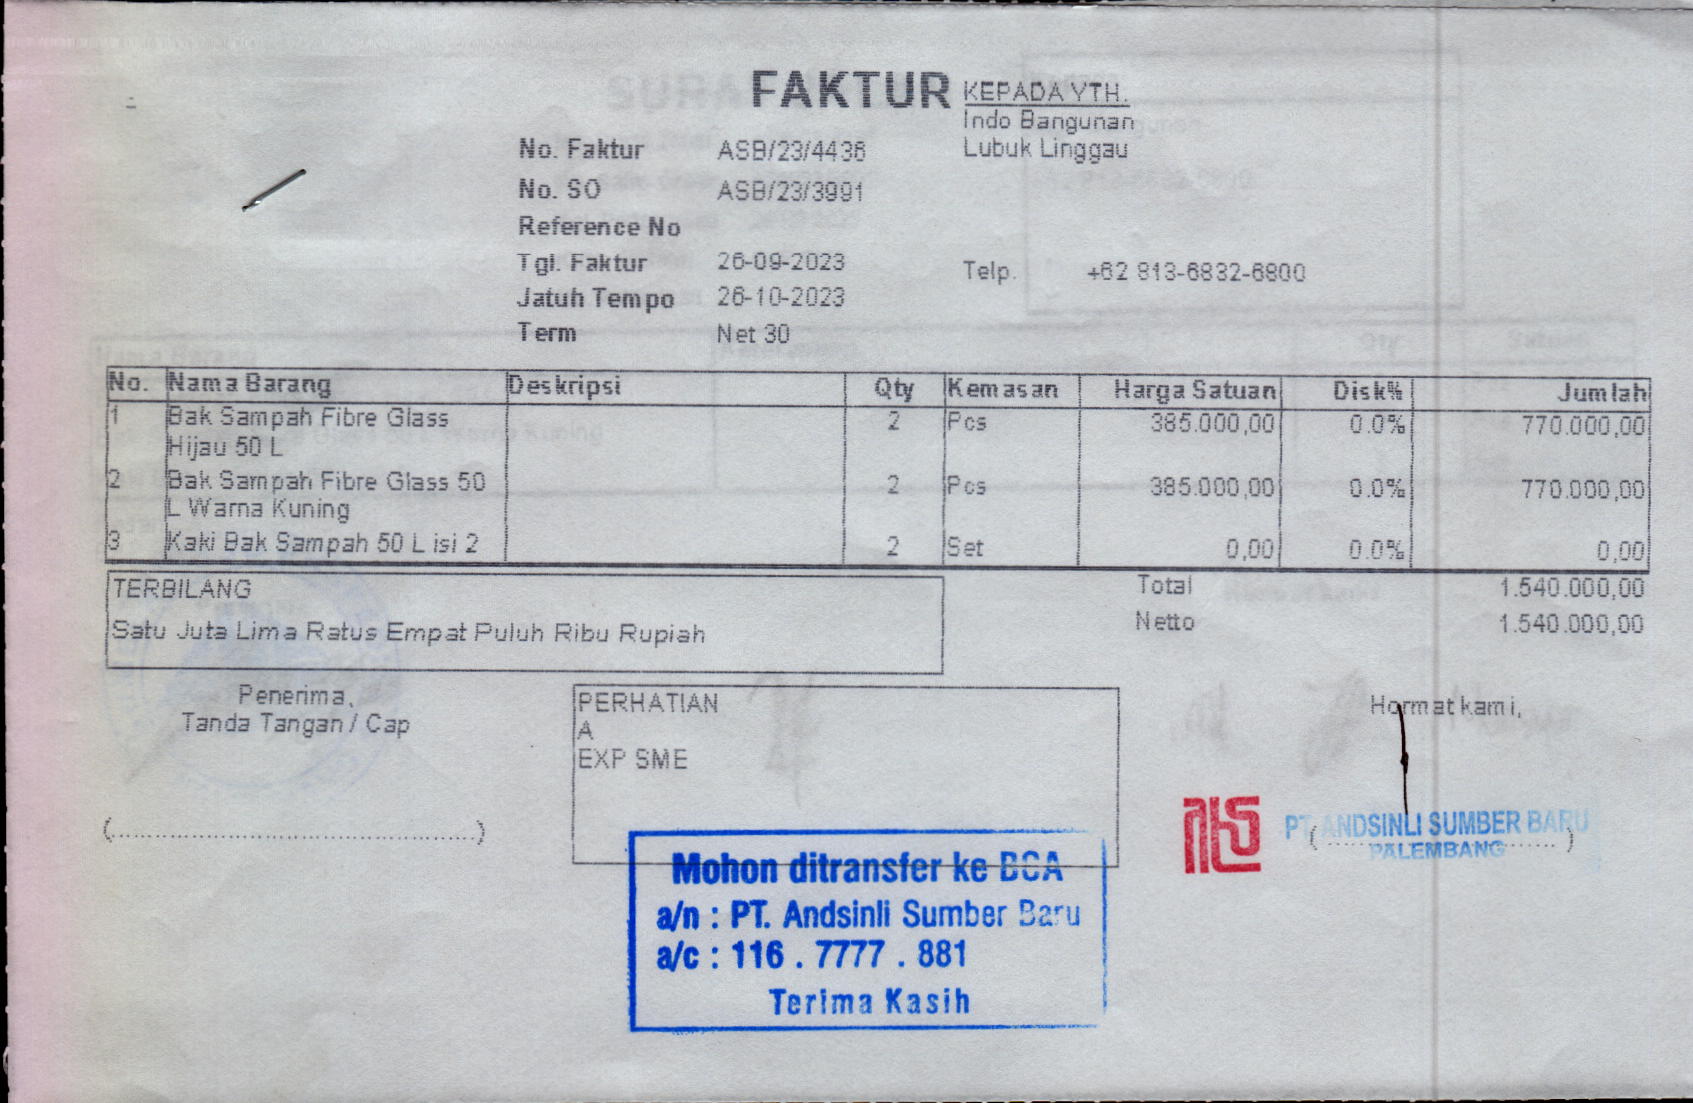 FAKTUR
KEPADA YTH.
Indo Bangunan
Lubuk Linggau
No. Faktur ASB/23/4436
No. SO ASB/23/3991
Reference No
Tgl. Faktur 26-09-2023
Telp. +62 813-6832-6800
Jatuh Tempo 26-10-2023
Term Net 30
No. Nama Barang Deskripsi Qty Kemasan Harga Satuan Disk% Jumlah
1 Bak Sampah Fibre Glass 2 Pcs 385.000,00 0.0% 770.000,00
Hijau 50 L
2 Bak Sampah Fibre Glass 50 2 Pcs 385.000,00 0.0% 770.000,00
L Warna Kuning
3 Kaki Bak Sampah 50 L isi 2 2 Set 0,00 0.0% 0,00
TERBILANG
Satu Juta Lima Ratus Empat Puluh Ribu Rupiah
Total 1.540.000,00
Netto 1.540.000,00
Penerima,
Tanda Tangan / Cap
(..................................................)
PERHATIAN
A
EXP SME
Hormat kami,
PT ANDSINLI SUMBER BARU
PALEMBANG
Mohon ditransfer ke BCA
a/n : PT. Andsinli Sumber Baru
a/c : 116 . 7777 . 881
Terima Kasih